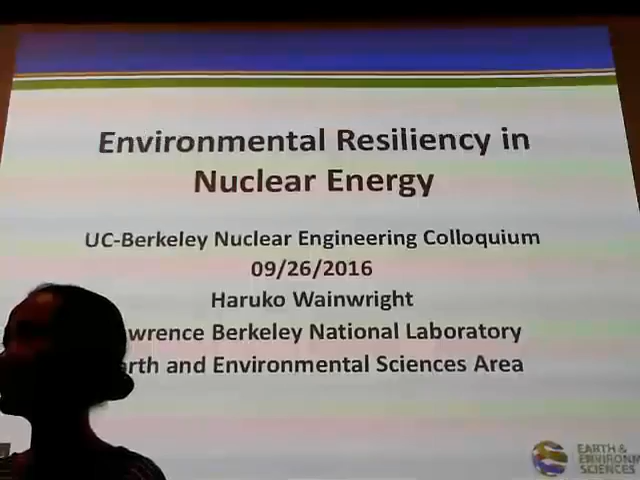 Environmental Resiliency in
Nuclear Energy
UC-Berkeley Nuclear Engineering Colloquium
09/26/2016
Haruko Wainwright
wrence Berkeley National Laboratory
rth and Environmental Sciences Area
EARTH &
ENVIRONM
SCIENCES